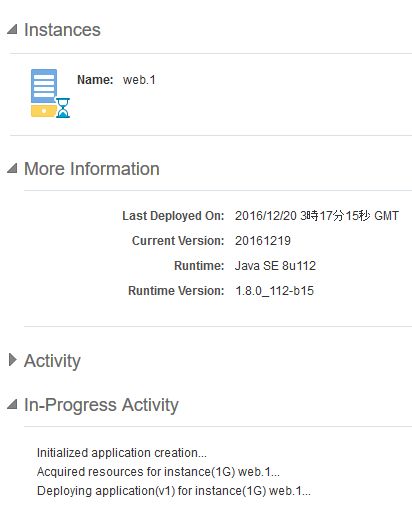 Instances
Name: web.1
More Information
Last Deployed On: 2016/12/20 3時17分15秒 GMT
Current Version: 20161219
Runtime: Java SE 8u112
Runtime Version: 1.8.0_112-b15
Activity
In-Progress Activity
Initialized application creation...
Acquired resources for instance(1G) web.1...
Deploying application(v1) for instance(1G) web.1...